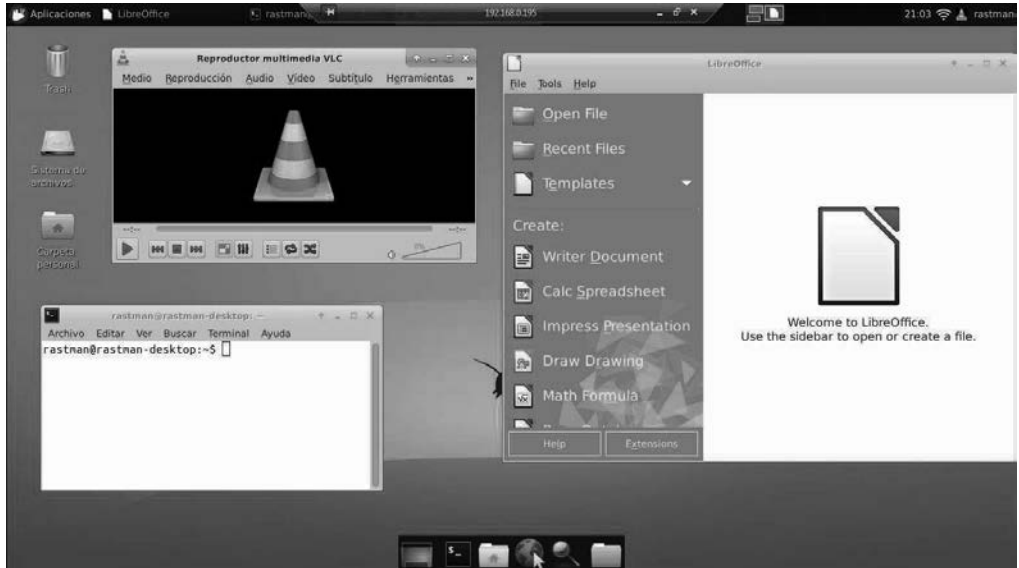 Aplicaciones LibreOffice rastman 192.168.0.195 21:03 rastman
Trash
Sistema de
archivos
Carpeta
personal
Reproductor multimedia VLC
Medio Reproducción Audio Vídeo Subtítulo Herramientas »
--:-- --:--
rastman@rastman-desktop: ~
Archivo Editar Ver Buscar Terminal Ayuda
rastman@rastman-desktop:~$
LibreOffice
File Tools Help
Open File
Recent Files
Templates
Create:
Writer Document
Calc Spreadsheet
Impress Presentation
Draw Drawing
Math Formula
Help Extensions
Welcome to LibreOffice.
Use the sidebar to open or create a file.
$_